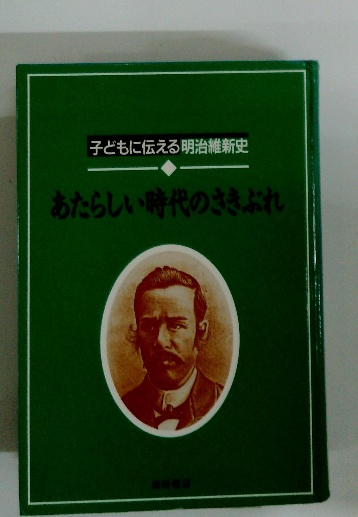 子どもに伝える明治維新史
あたらしい時代のさきぶれ